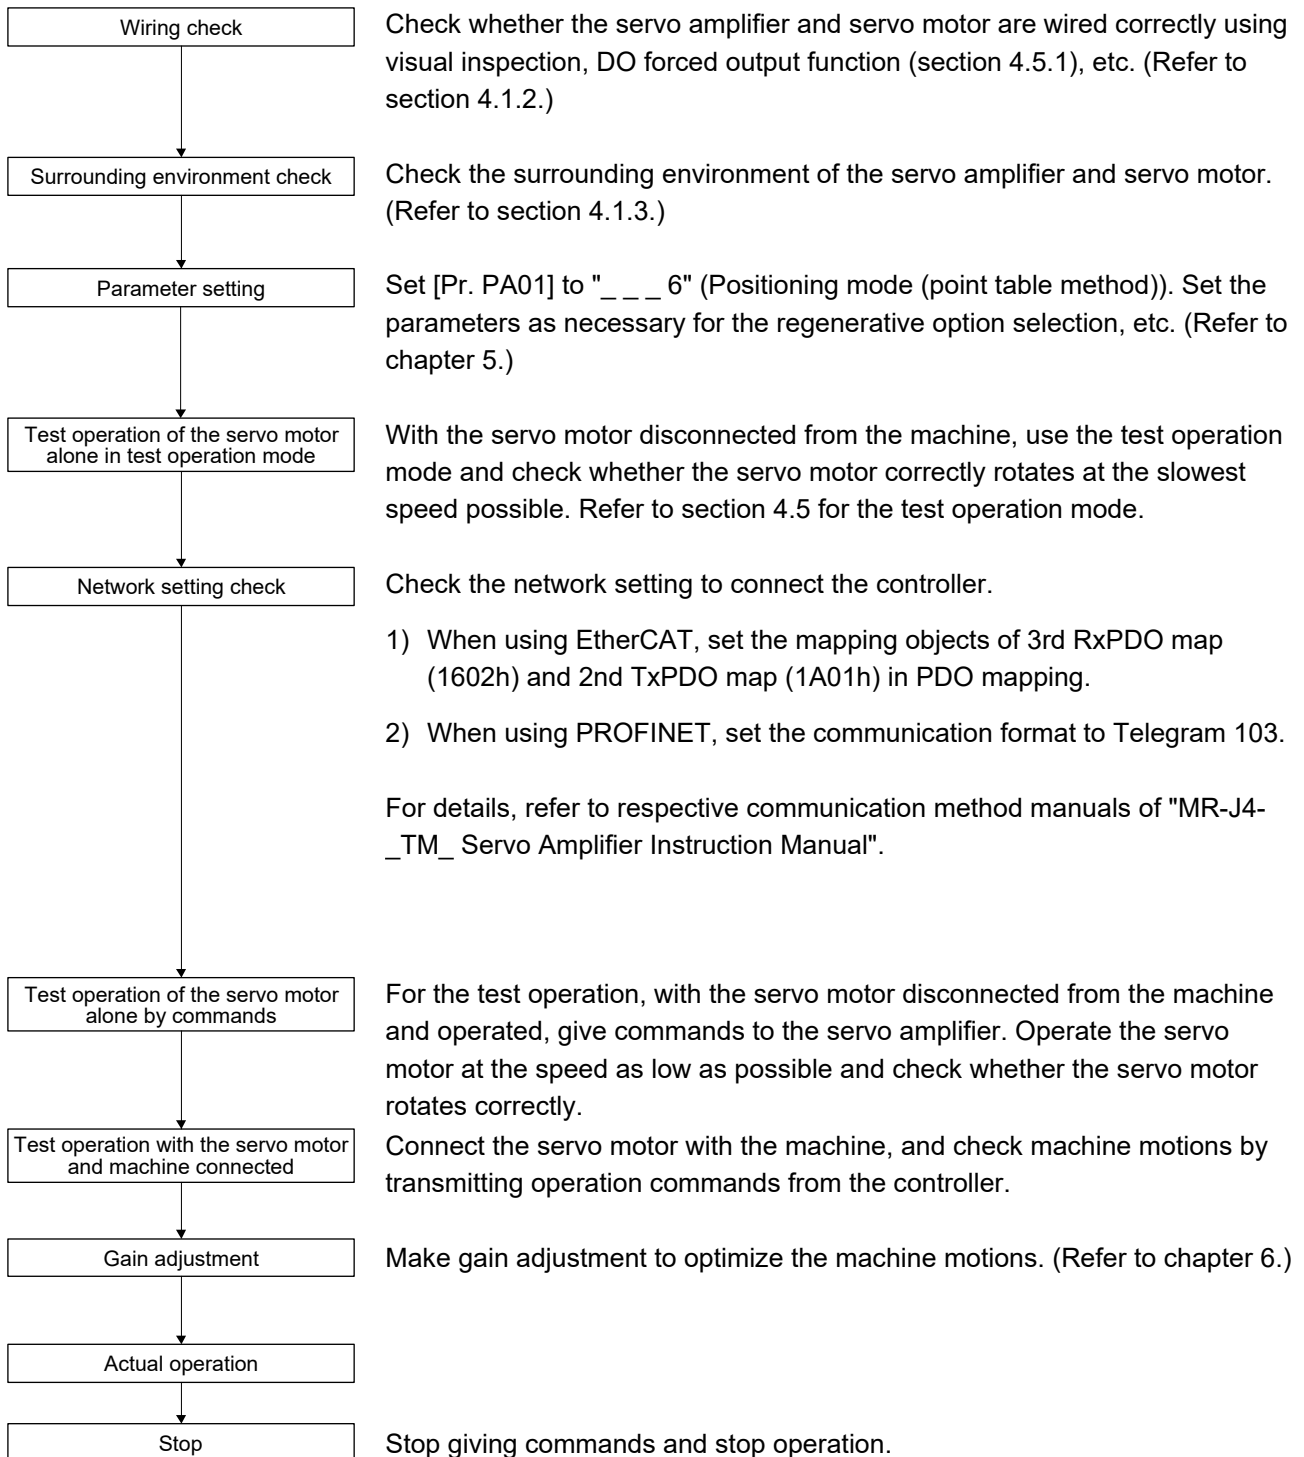 Wiring check
Check whether the servo amplifier and servo motor are wired correctly using
visual inspection, DO forced output function (section 4.5.1), etc. (Refer to
section 4.1.2.)
Surrounding environment check
Check the surrounding environment of the servo amplifier and servo motor.
(Refer to section 4.1.3.)
Parameter setting
Set [Pr. PA01] to "_ _ _ 6" (Positioning mode (point table method)). Set the
parameters as necessary for the regenerative option selection, etc. (Refer to
chapter 5.)
Test operation of the servo motor
alone in test operation mode
With the servo motor disconnected from the machine, use the test operation
mode and check whether the servo motor correctly rotates at the slowest
speed possible. Refer to section 4.5 for the test operation mode.
Network setting check
Check the network setting to connect the controller.
1) When using EtherCAT, set the mapping objects of 3rd RxPDO map
(1602h) and 2nd TxPDO map (1A01h) in PDO mapping.
2) When using PROFINET, set the communication format to Telegram 103.
For details, refer to respective communication method manuals of "MR-J4-
_TM_ Servo Amplifier Instruction Manual".
Test operation of the servo motor
alone by commands
For the test operation, with the servo motor disconnected from the machine
and operated, give commands to the servo amplifier. Operate the servo
motor at the speed as low as possible and check whether the servo motor
rotates correctly.
Test operation with the servo motor
and machine connected
Connect the servo motor with the machine, and check machine motions by
transmitting operation commands from the controller.
Gain adjustment
Make gain adjustment to optimize the machine motions. (Refer to chapter 6.)
Actual operation
Stop
Stop giving commands and stop operation.